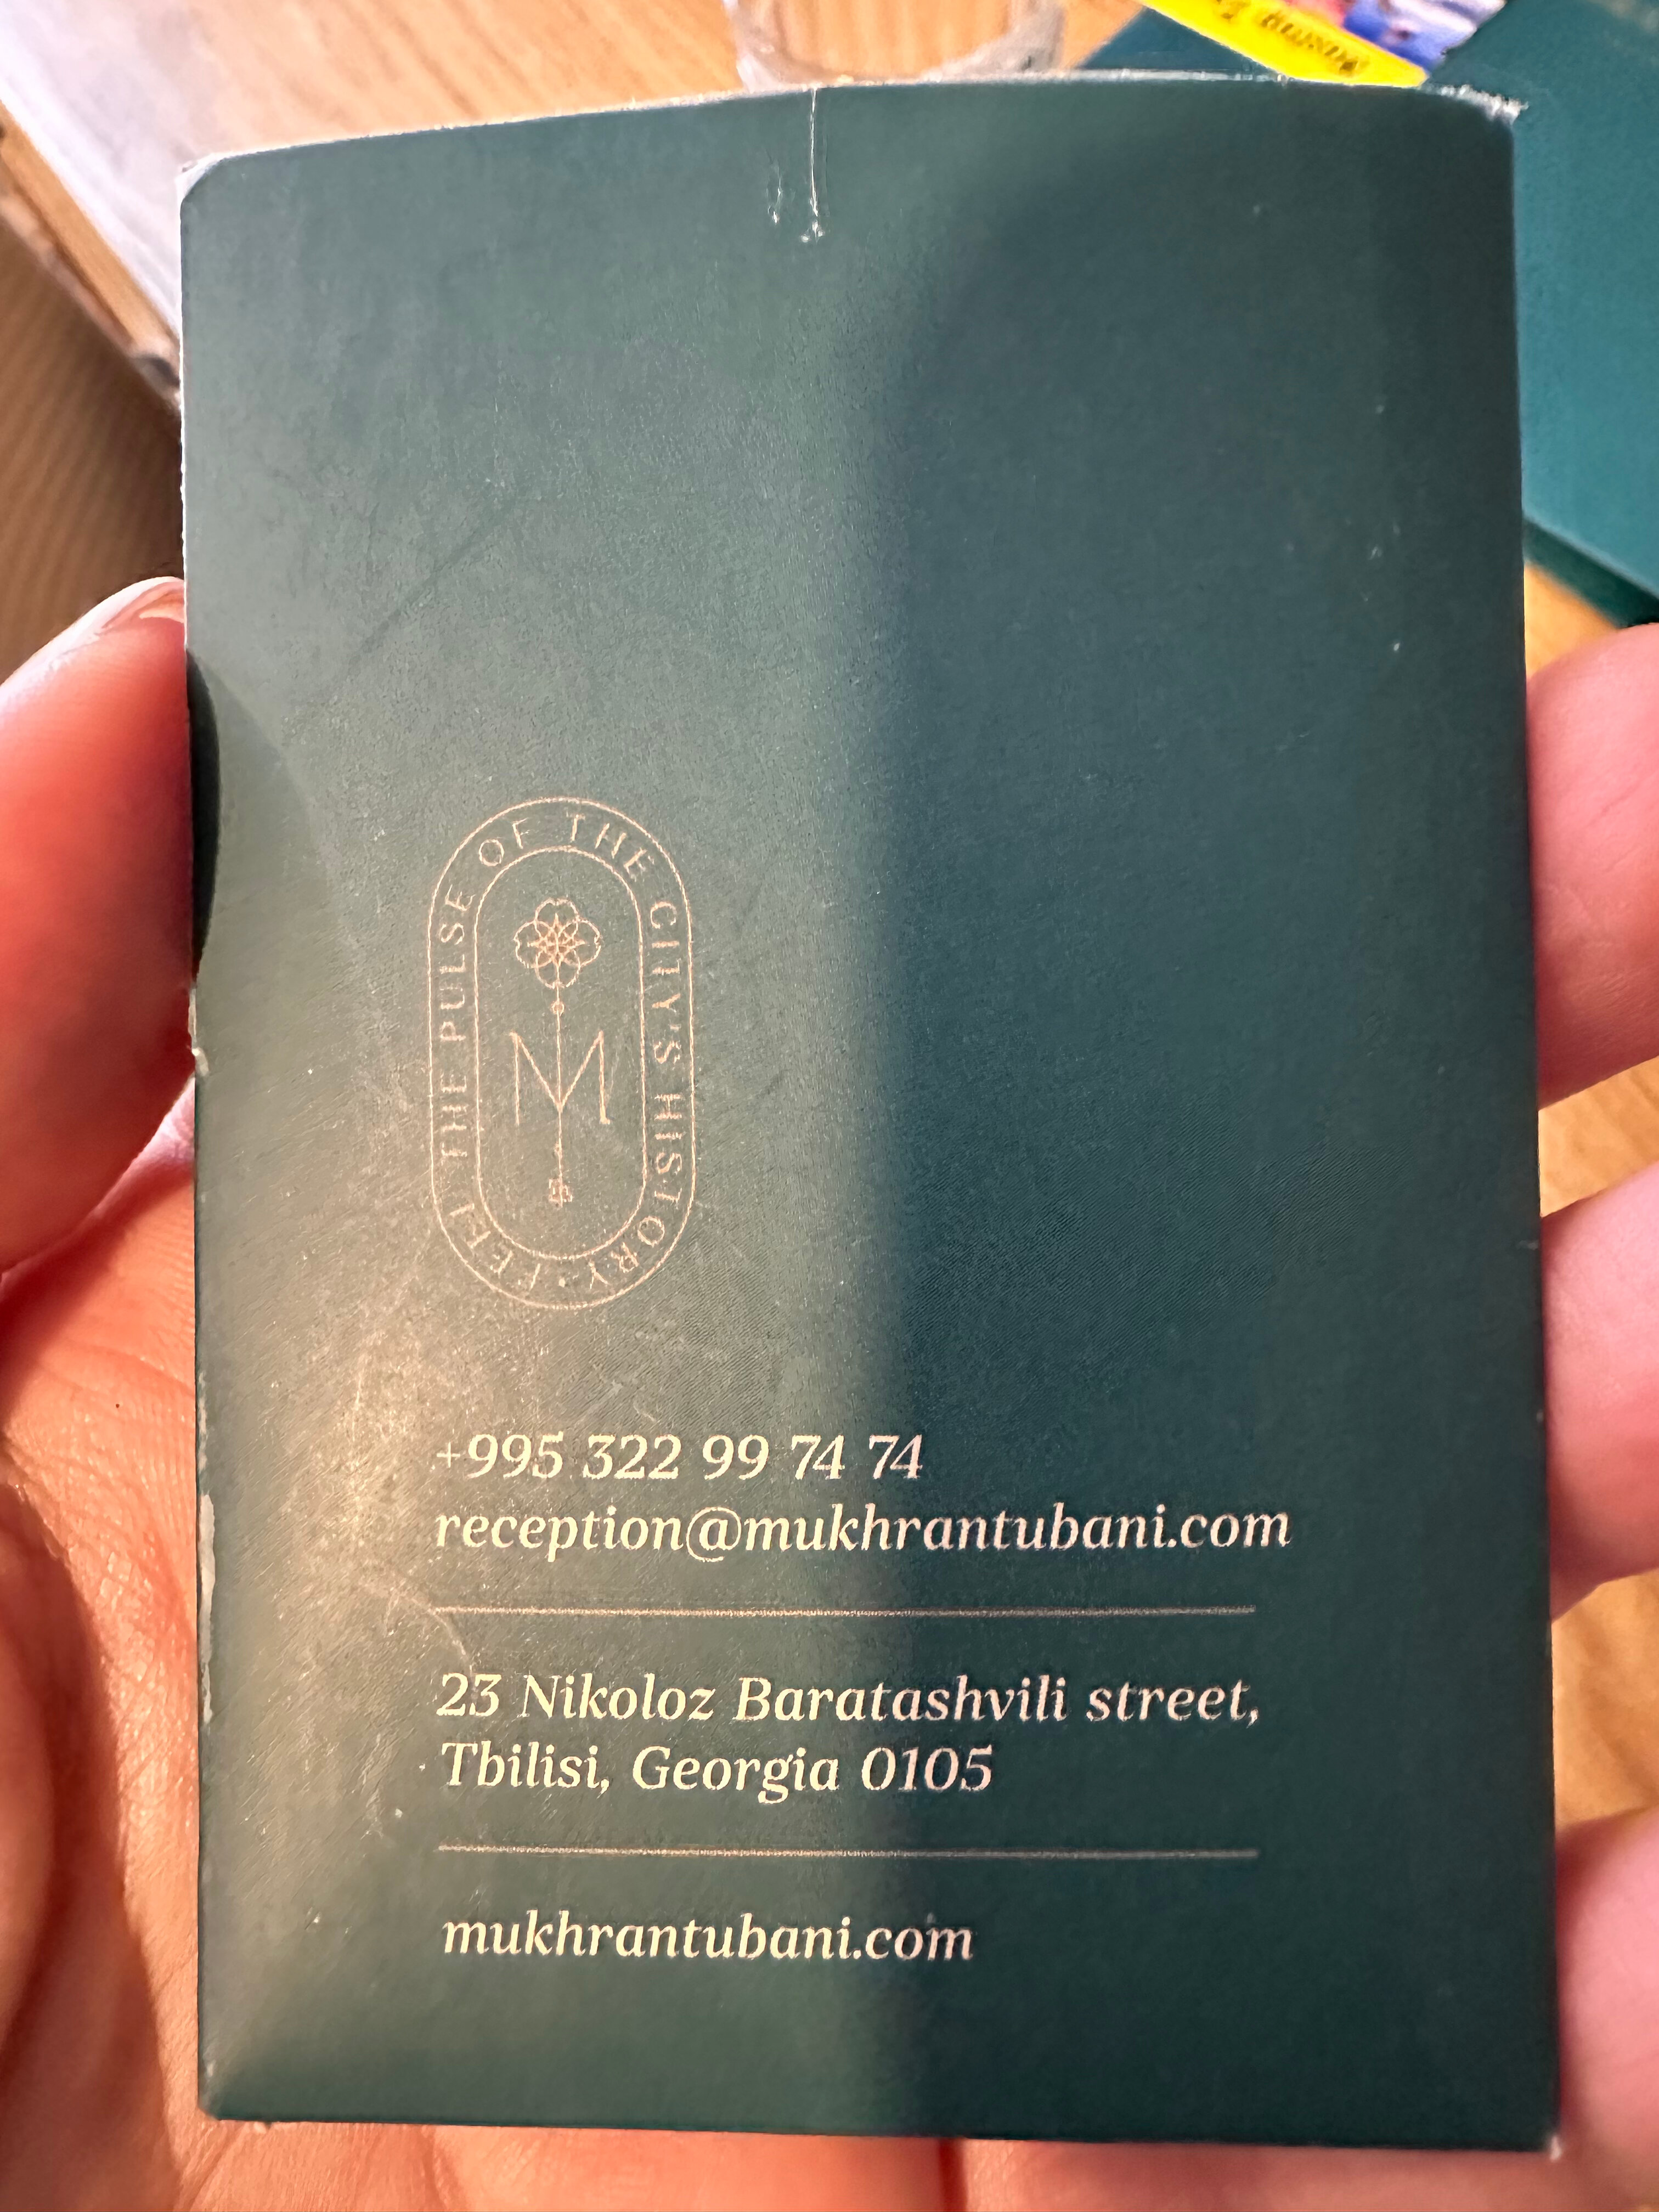 FEEL THE PULSE OF THE CITY'S HISTORY •
M
+995 322 99 74 74
reception@mukhrantubani.com
23 Nikoloz Baratashvili street,
Tbilisi, Georgia 0105
mukhrantubani.com